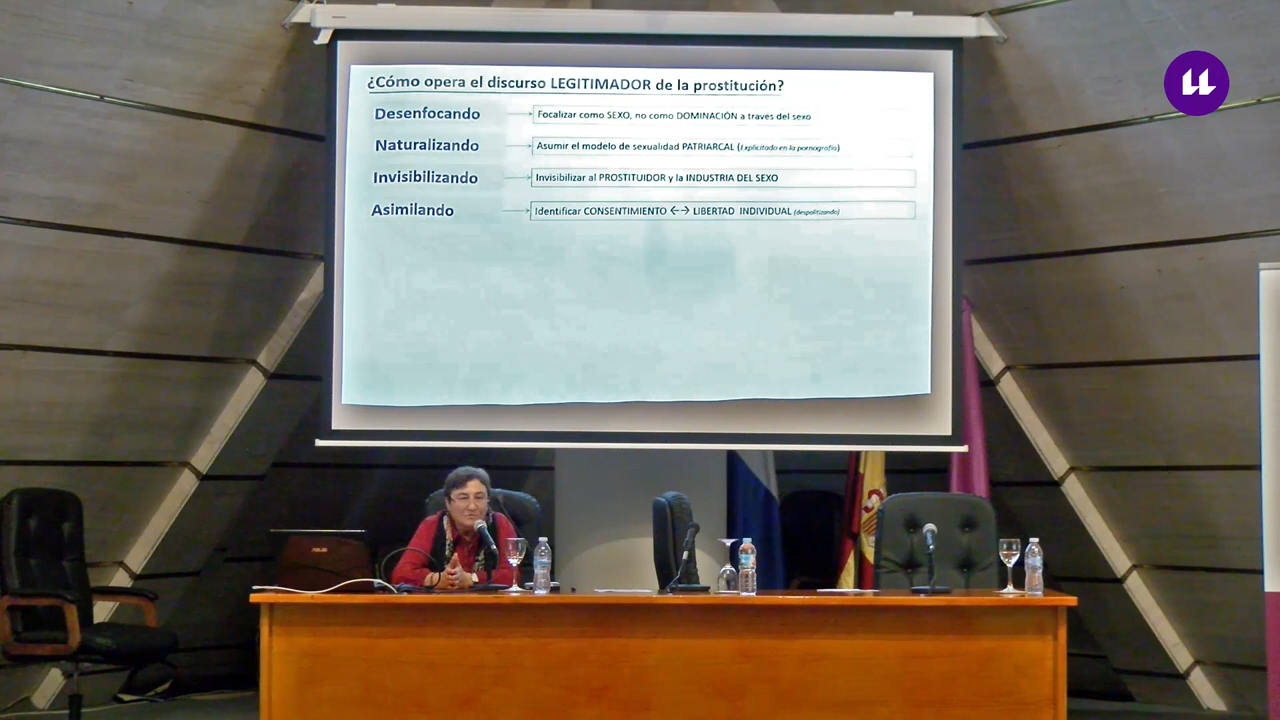 ¿Cómo opera el discurso LEGITIMADOR de la prostitución?
Desenfocando
Focalizar como SEXO, no como DOMINACIÓN a través del sexo
Naturalizando
Asumir el modelo de sexualidad PATRIARCAL (Explicitado en la pornografía)
Invisibilizando
Invisibilizar al PROSTITUIDOR y la INDUSTRIA DEL SEXO
Asimilando
Identificar CONSENTIMIENTO ←→ LIBERTAD INDIVIDUAL (despolitizando)
ASUS